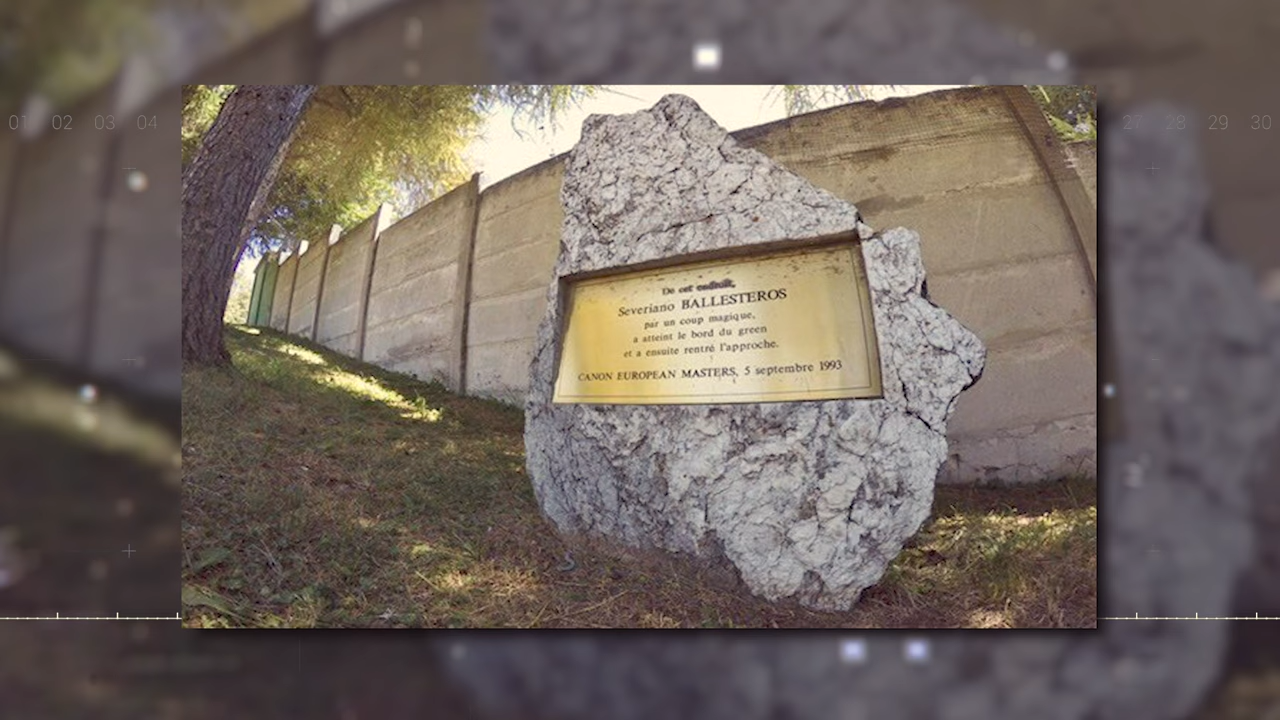 01 02 03 04 27 28 29 30
De cet endroit,
Severiano BALLESTEROS
par un coup magique,
a atteint le bord du green
et a ensuite rentré l'approche.
CANON EUROPEAN MASTERS, 5 septembre 1993